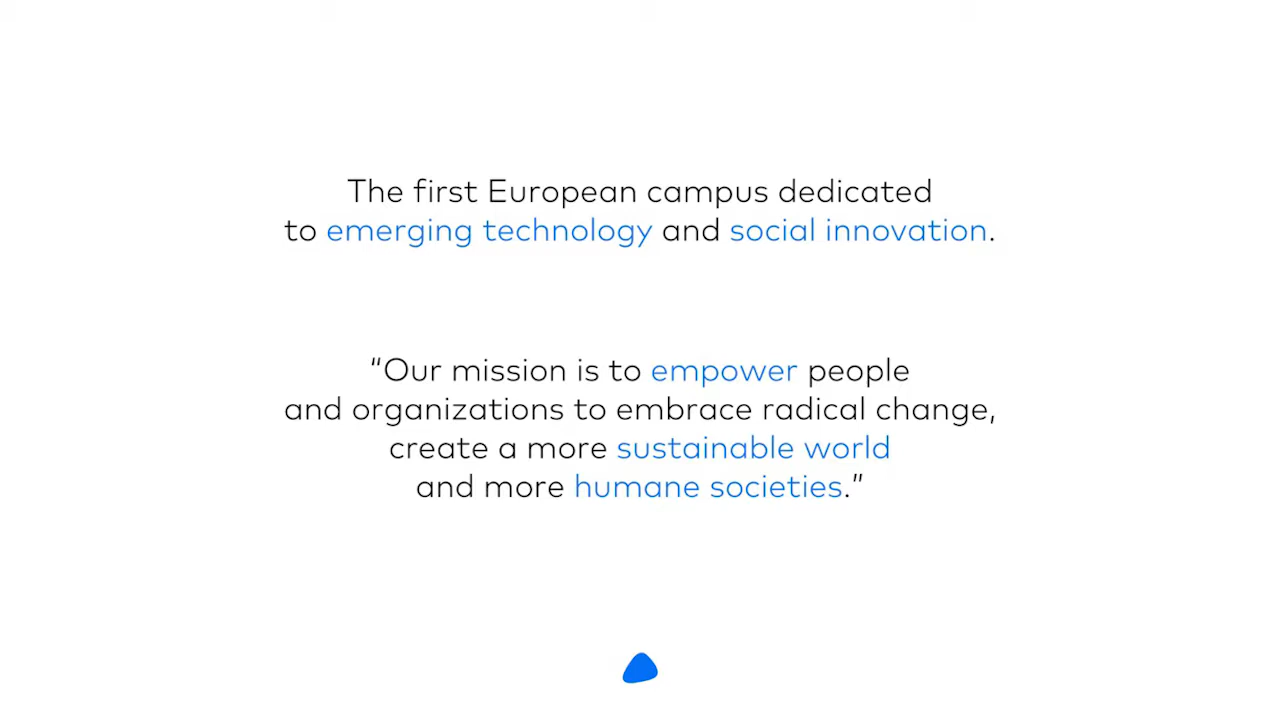 The first European campus dedicated
to emerging technology and social innovation.
“Our mission is to empower people
and organizations to embrace radical change,
create a more sustainable world
and more humane societies.”